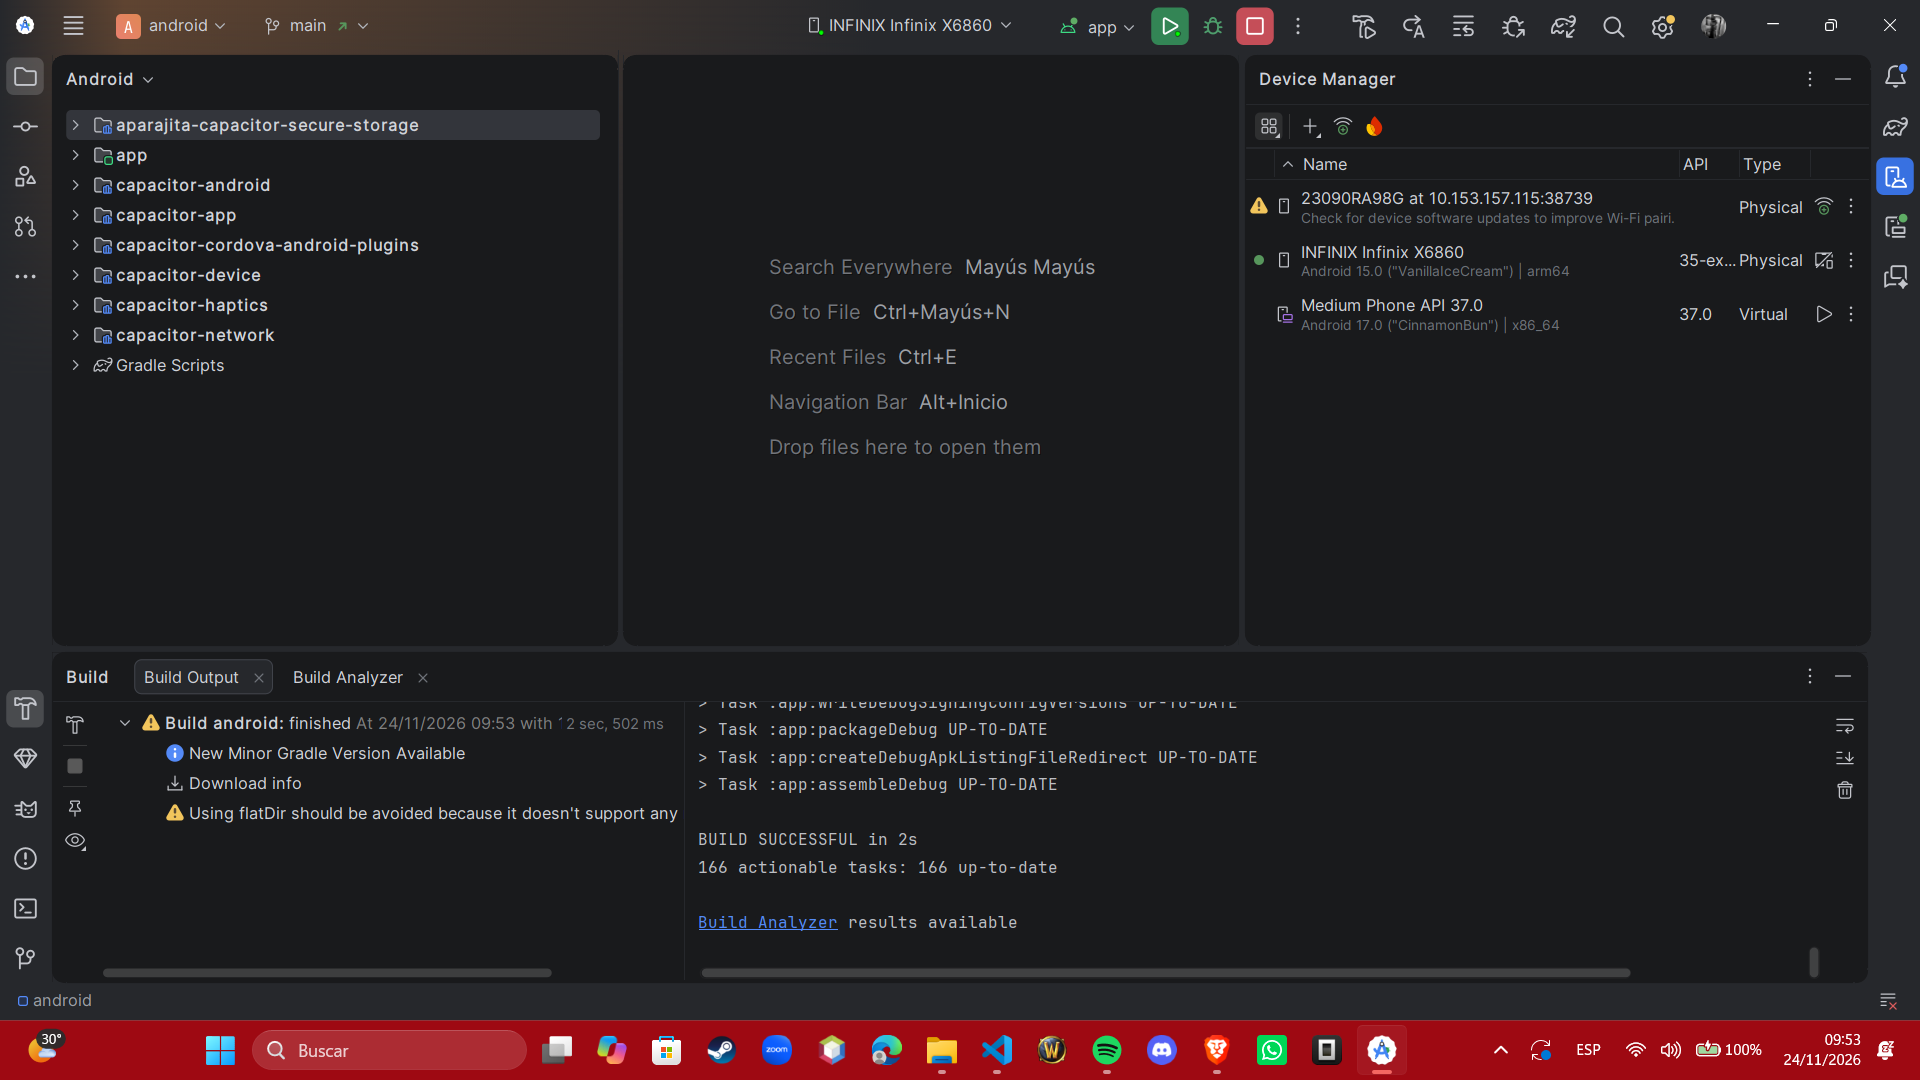 A android main INFINIX Infinix X6860 app
Android
aparajita-capacitor-secure-storage
app
capacitor-android
capacitor-app
capacitor-cordova-android-plugins
capacitor-device
capacitor-haptics
capacitor-network
Gradle Scripts
Search Everywhere Mayús Mayús
Go to File Ctrl+Mayús+N
Recent Files Ctrl+E
Navigation Bar Alt+Inicio
Drop files here to open them
Device Manager
Name API Type
23090RA98G at 10.153.157.115:38739
Check for device software updates to improve Wi-Fi pairi.
Physical
INFINIX Infinix X6860
Android 15.0 ("VanillaIceCream") | arm64
35-ex... Physical
Medium Phone API 37.0
Android 17.0 ("CinnamonBun") | x86_64
37.0 Virtual
Build Build Output Build Analyzer
Build android: finished At 24/11/2026 09:53 with 2 sec, 502 ms
New Minor Gradle Version Available
Download info
Using flatDir should be avoided because it doesn't support any
> Task :app:writeDebugSigningConfigVersions UP-TO-DATE
> Task :app:packageDebug UP-TO-DATE
> Task :app:createDebugApkListingFileRedirect UP-TO-DATE
> Task :app:assembleDebug UP-TO-DATE
BUILD SUCCESSFUL in 2s
166 actionable tasks: 166 up-to-date
Build Analyzer results available
android
30°
Buscar
zoom
ESP
100%
09:53
24/11/2026